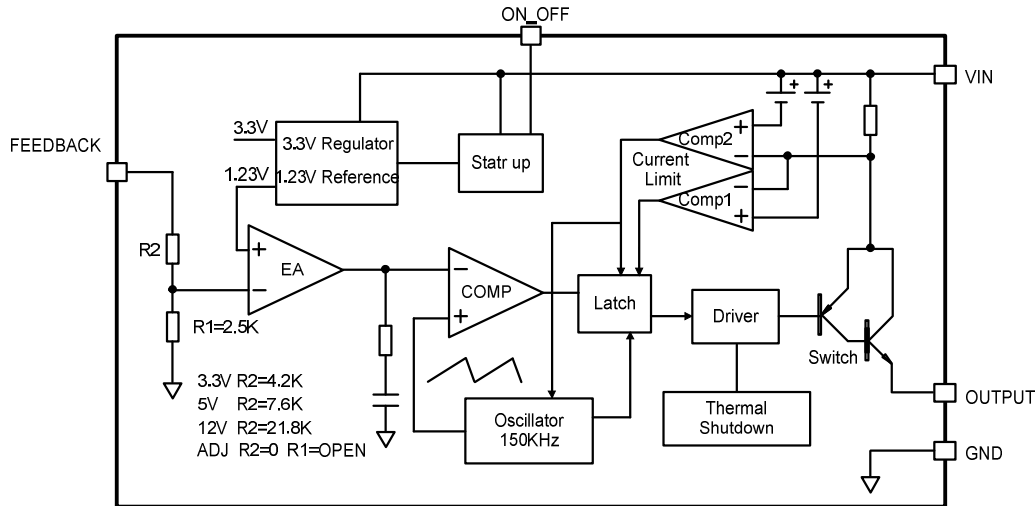 ON_OFF
VIN
FEEDBACK
3.3V
3.3V Regulator
1.23V
1.23V Reference
Statr up
+
+
+
Comp2
−
Current
Limit
−
Comp1
+
R2
+
EA
−
−
COMP
+
Latch
Driver
Switch
R1=2.5K
3.3V R2=4.2K
5V R2=7.6K
12V R2=21.8K
ADJ R2=0 R1=OPEN
Oscillator
150KHz
Thermal
Shutdown
OUTPUT
GND